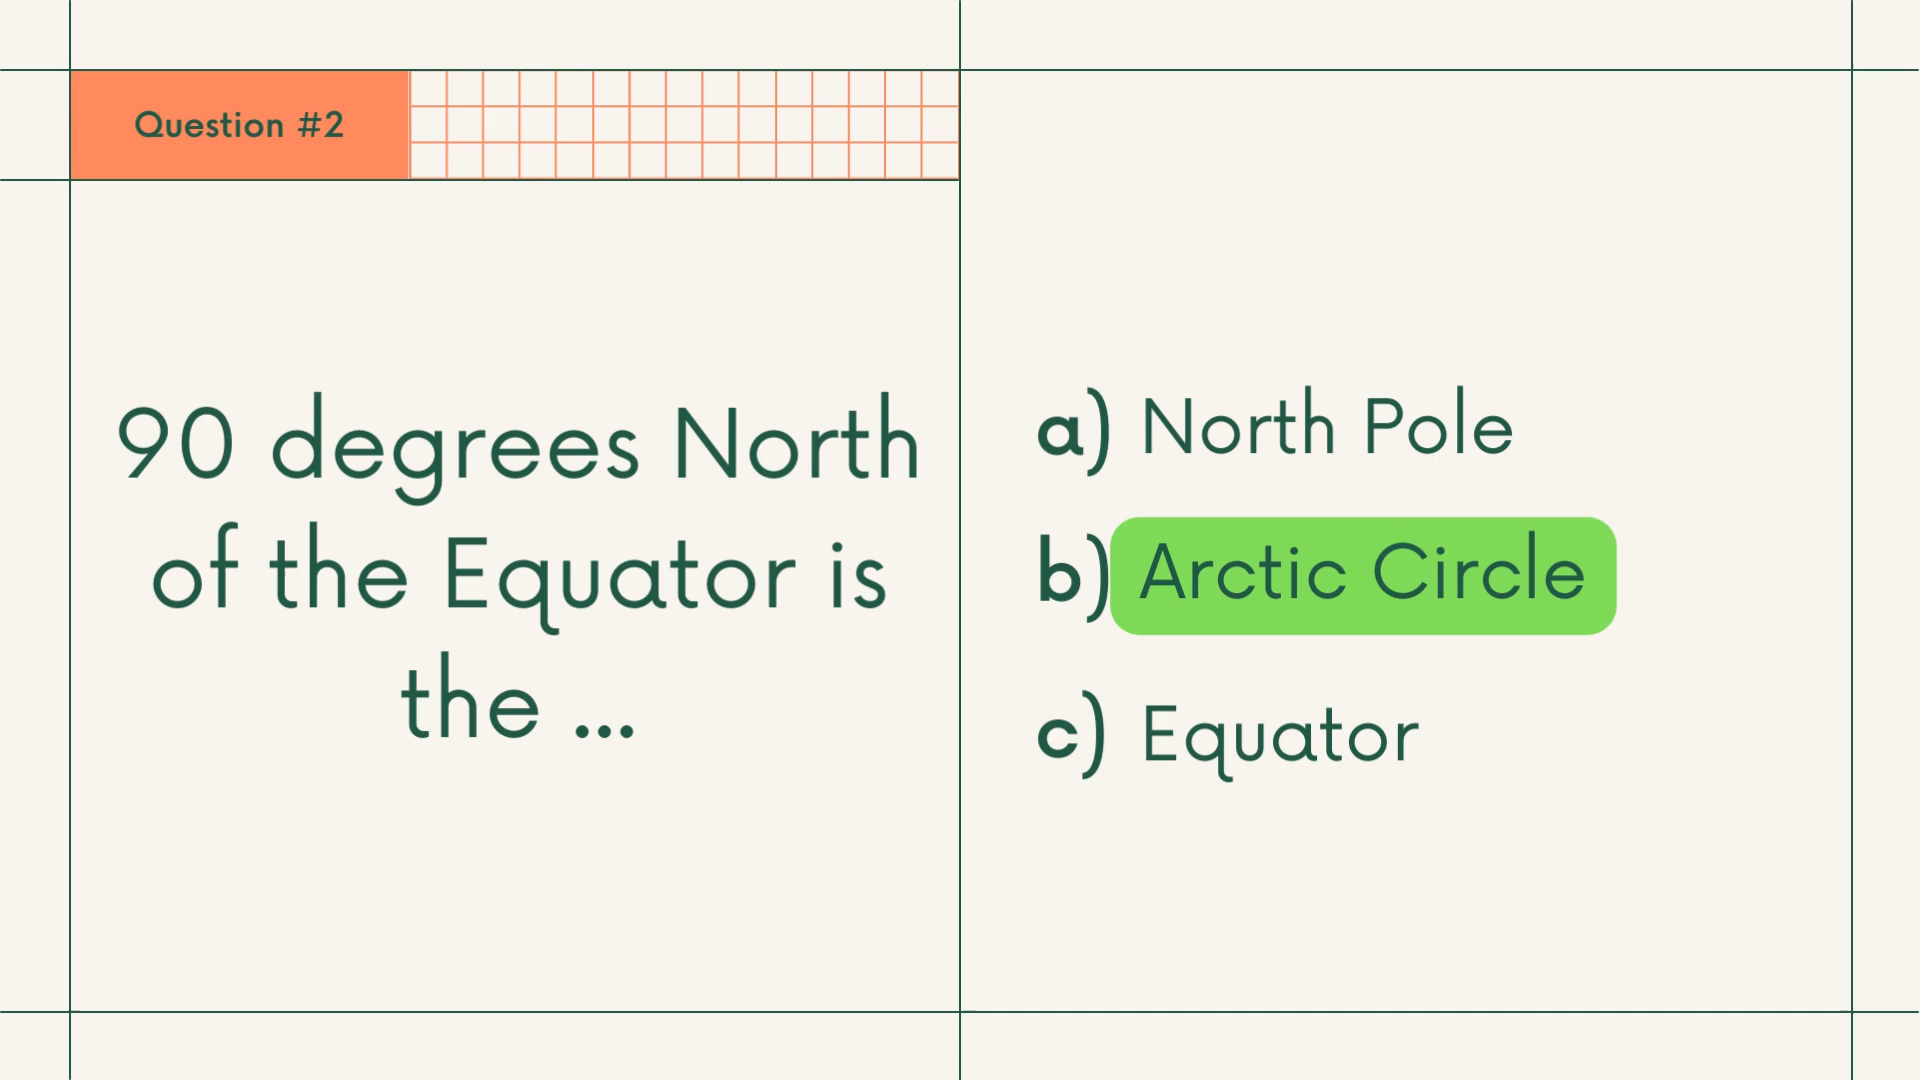 Question #2
90 degrees North
of the Equator is
the ...
a) North Pole
b) Arctic Circle
c) Equator